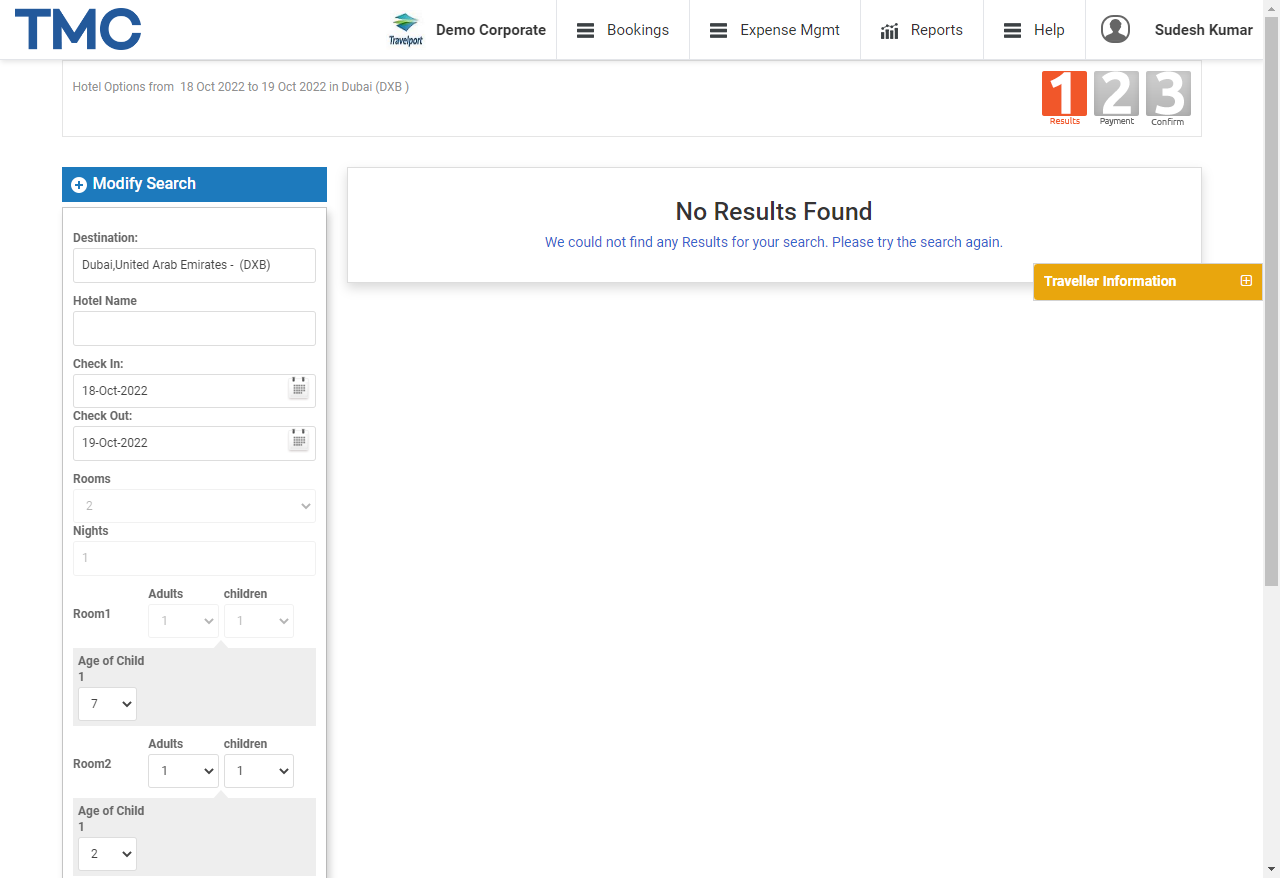 TMC
Travelport
Demo Corporate
Bookings
Expense Mgmt
Reports
Help
Sudesh Kumar
Hotel Options from 18 Oct 2022 to 19 Oct 2022 in Dubai (DXB )
1 2 3
Results Payment Confirm
Modify Search
Destination:
Dubai,United Arab Emirates - (DXB)
Hotel Name
Check In:
18-Oct-2022
Check Out:
19-Oct-2022
Rooms
2
Nights
1
Adults children
Room1 1 1
Age of Child
1
7
Adults children
Room2 1 1
Age of Child
1
2
No Results Found
We could not find any Results for your search. Please try the search again.
Traveller Information